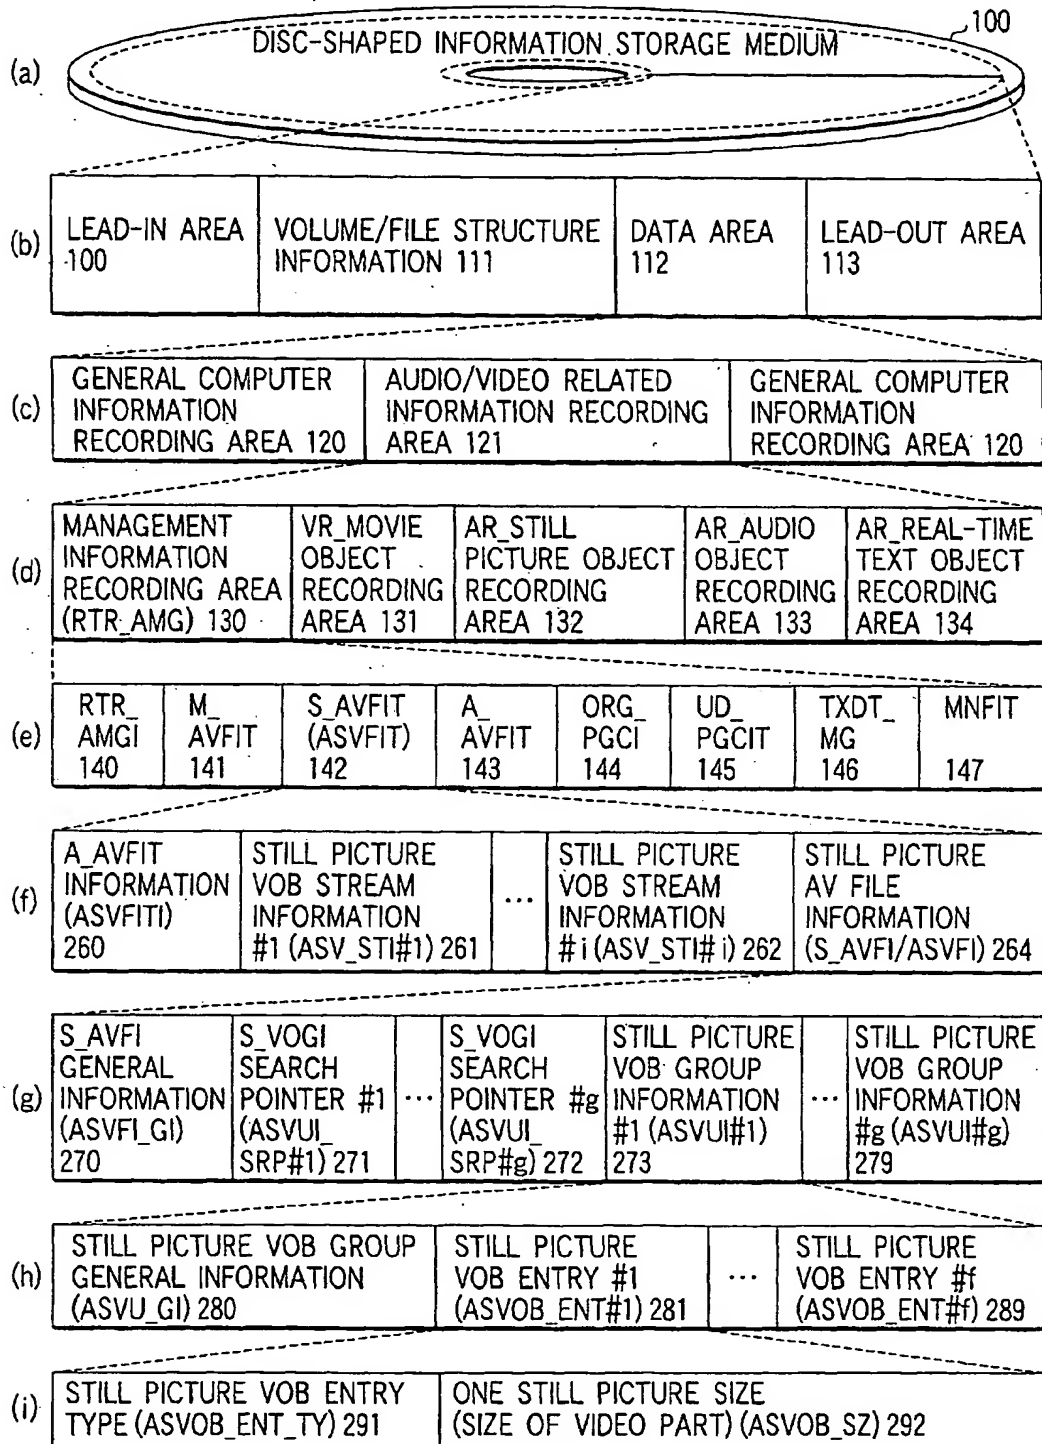 100
DISC-SHAPED INFORMATION STORAGE MEDIUM
(a)
(b)
LEAD-IN AREA
100
VOLUME/FILE STRUCTURE
INFORMATION 111
DATA AREA
112
LEAD-OUT AREA
113
(c)
GENERAL COMPUTER
INFORMATION
RECORDING AREA 120
AUDIO/VIDEO RELATED
INFORMATION RECORDING
AREA 121
GENERAL COMPUTER
INFORMATION
RECORDING AREA 120
(d)
MANAGEMENT
INFORMATION
RECORDING AREA
(RTR_AMG) 130
VR_MOVIE
OBJECT
RECORDING
AREA 131
AR_STILL
PICTURE OBJECT
RECORDING
AREA 132
AR_AUDIO
OBJECT
RECORDING
AREA 133
AR_REAL-TIME
TEXT OBJECT
RECORDING
AREA 134
(e)
RTR_
AMGI
140
M_
AVFIT
141
S_AVFIT
(ASVFIT)
142
A_
AVFIT
143
ORG_
PGCI
144
UD_
PGCIT
145
TXDT_
MG
146
MNFIT
147
(f)
A_AVFIT
INFORMATION
(ASVFITI)
260
STILL PICTURE
VOB STREAM
INFORMATION
#1 (ASV_STI#1) 261
...
STILL PICTURE
VOB STREAM
INFORMATION
#i (ASV_STI#i) 262
STILL PICTURE
AV FILE
INFORMATION
(S_AVFI/ASVFI) 264
(g)
S_AVFI
GENERAL
INFORMATION
(ASVFI_GI)
270
S_VOGI
SEARCH
POINTER #1
(ASVUI_
SRP#1) 271
...
S_VOGI
SEARCH
POINTER #g
(ASVUI_
SRP#g) 272
STILL PICTURE
VOB GROUP
INFORMATION
#1 (ASVUI#1)
273
...
STILL PICTURE
VOB GROUP
INFORMATION
#g (ASVUI#g)
279
(h)
STILL PICTURE VOB GROUP
GENERAL INFORMATION
(ASVU_GI) 280
STILL PICTURE
VOB ENTRY #1
(ASVOB_ENT#1) 281
...
STILL PICTURE
VOB ENTRY #f
(ASVOB_ENT#f) 289
(i)
STILL PICTURE VOB ENTRY
TYPE (ASVOB_ENT_TY) 291
ONE STILL PICTURE SIZE
(SIZE OF VIDEO PART) (ASVOB_SZ) 292